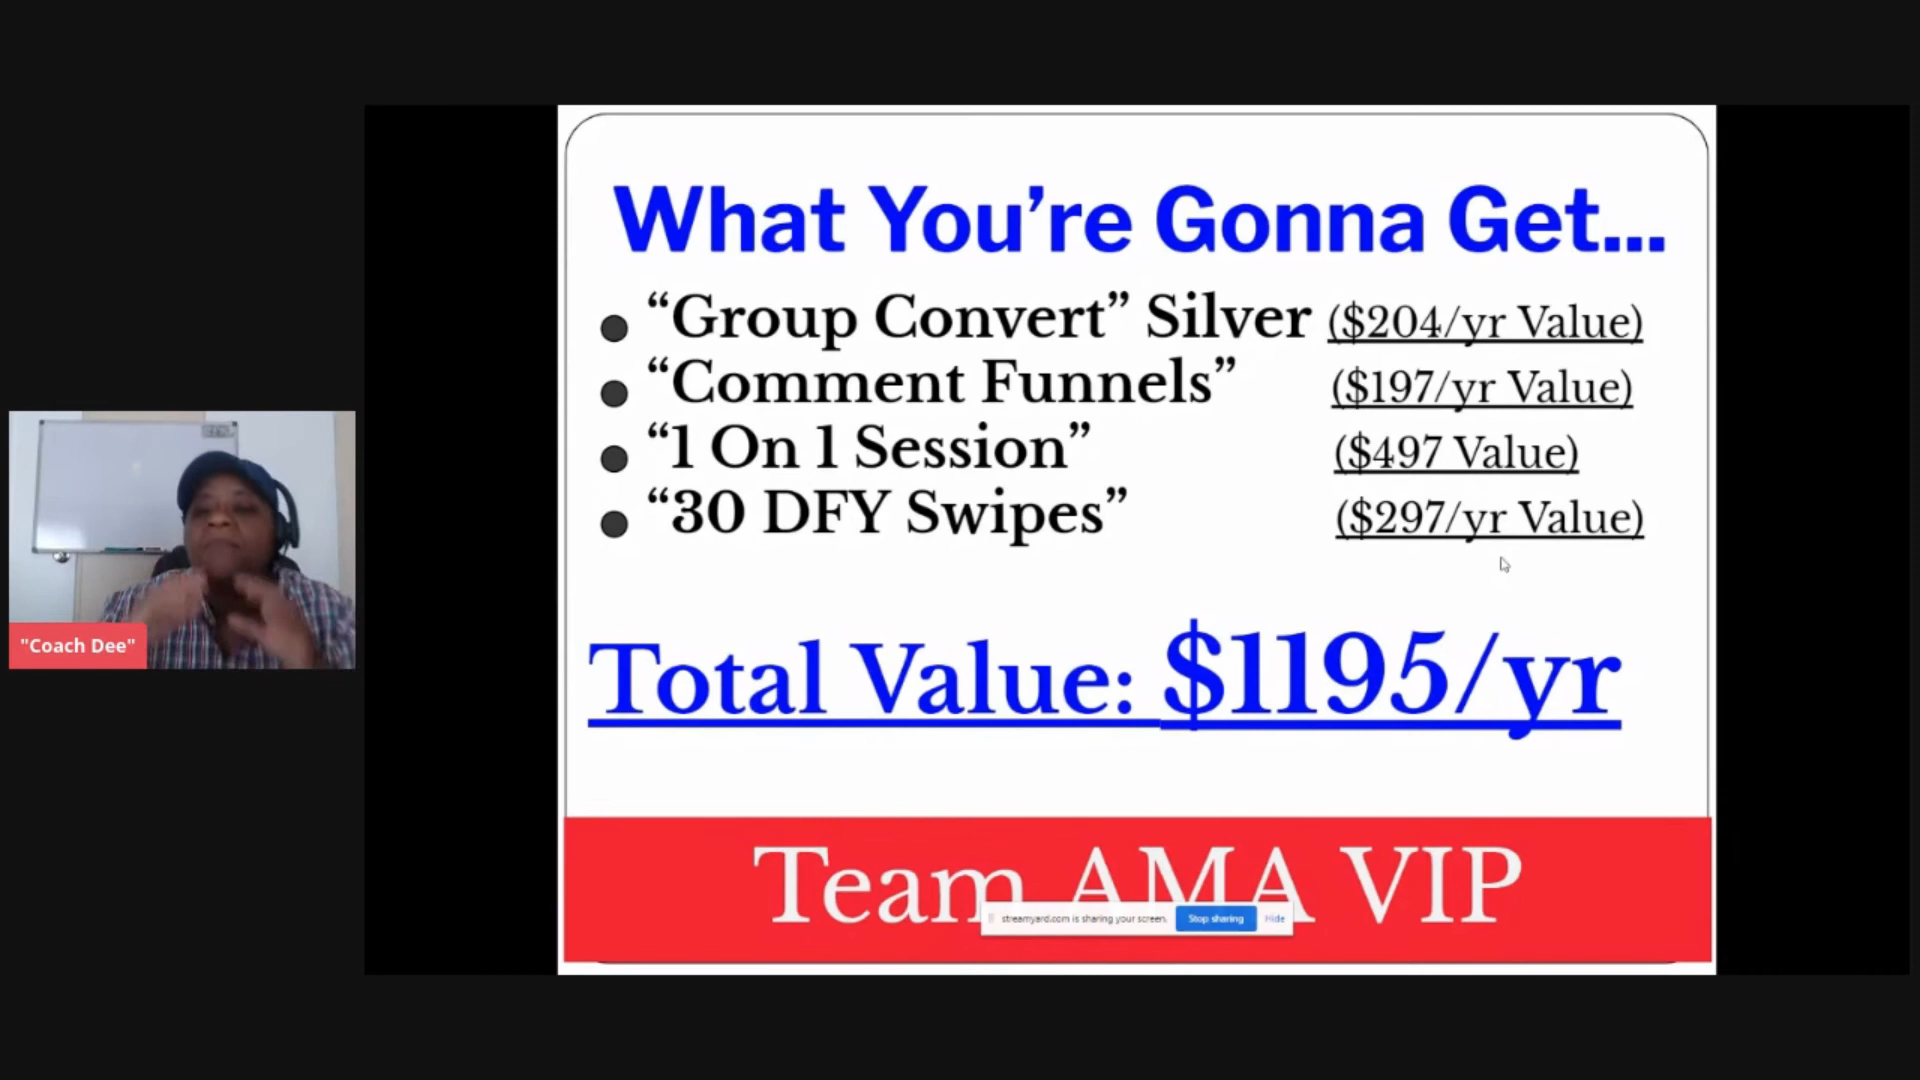 What You’re Gonna Get...
“Group Convert” Silver ($204/yr Value)
“Comment Funnels” ($197/yr Value)
“1 On 1 Session” ($497 Value)
“30 DFY Swipes” ($297/yr Value)
"Coach Dee"
Total Value: $1195/yr
Team AMA VIP
streamyard.com is sharing your screen. Stop sharing Hide